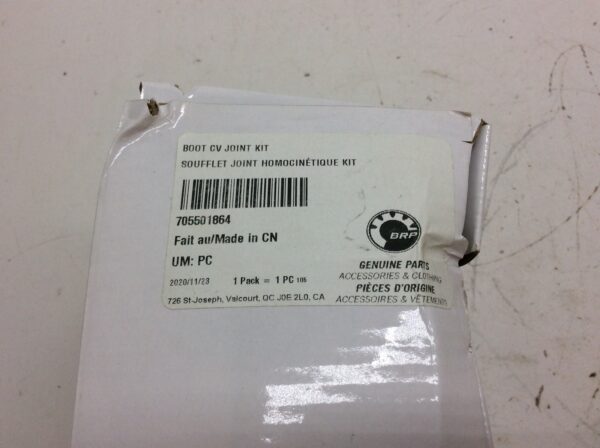 BOOT CV JOINT KIT
SOUFFLET JOINT HOMOCINÉTIQUE KIT
705501864
Fait au/Made in CN
UM: PC
2020/11/23 1 Pack = 1 PC 105
726 St-Joseph, Valcourt, QC J0E 2L0, CA
BRP
GENUINE PARTS
ACCESSORIES & CLOTHING
PIÈCES D'ORIGINE
ACCESSOIRES & VÊTEMENTS